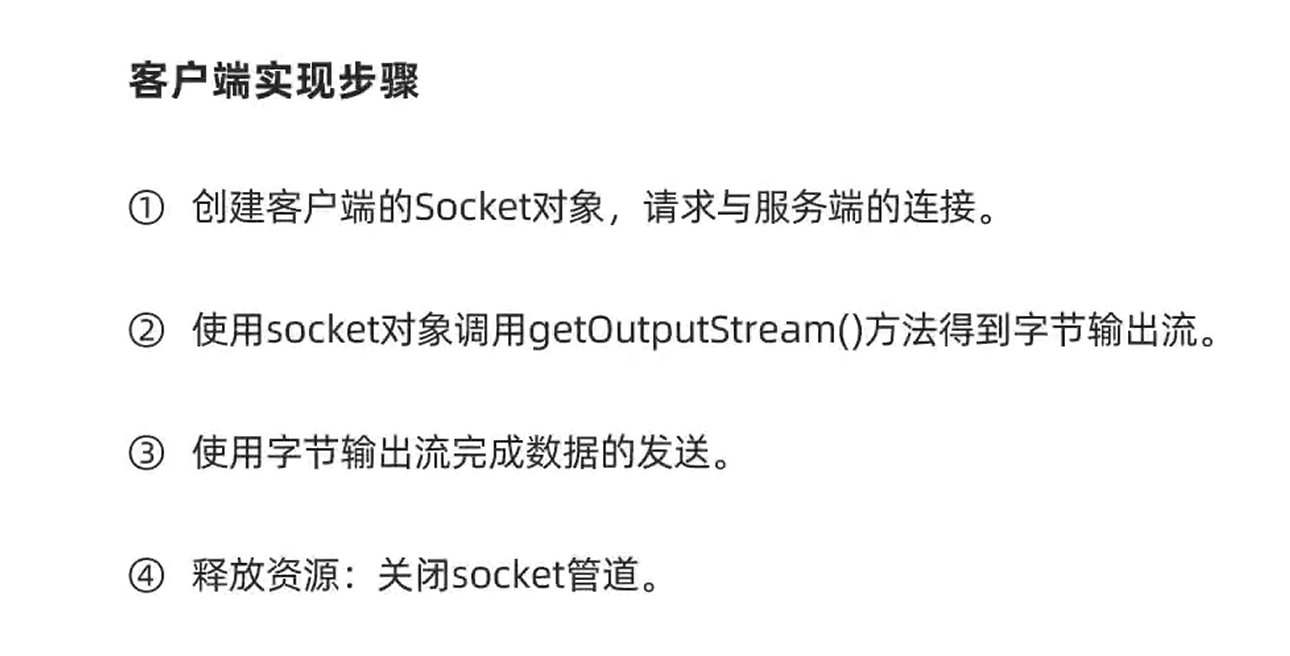 客户端实现步骤
① 创建客户端的Socket对象，请求与服务端的连接。
② 使用socket对象调用getOutputStream()方法得到字节输出流。
③ 使用字节输出流完成数据的发送。
④ 释放资源：关闭socket管道。